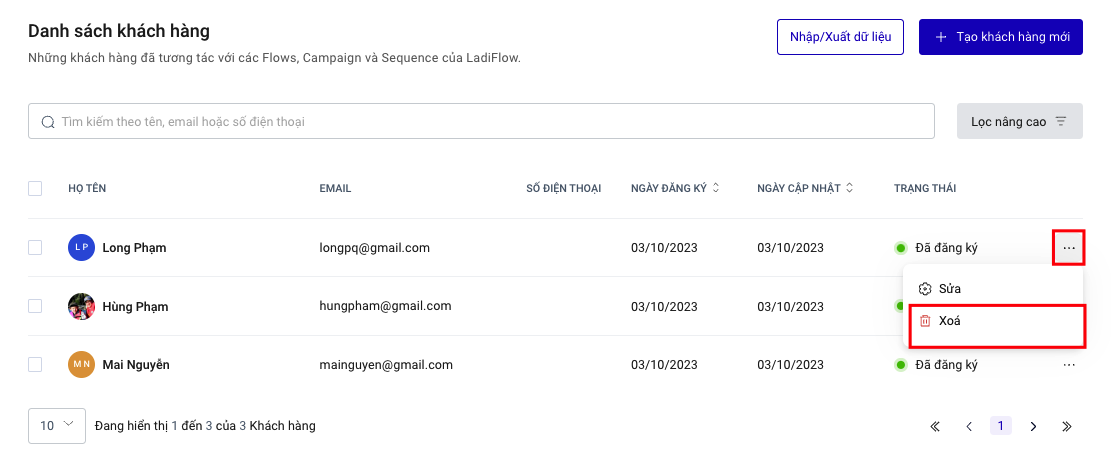 Danh sách khách hàng
Những khách hàng đã tương tác với các Flows, Campaign và Sequence của LadiFlow.
Nhập/Xuất dữ liệu
+ Tạo khách hàng mới
Tìm kiếm theo tên, email hoặc số điện thoại
Lọc nâng cao
HỌ TÊN EMAIL SỐ ĐIỆN THOẠI NGÀY ĐĂNG KÝ NGÀY CẬP NHẬT TRẠNG THÁI
LP Long Phạm longpq@gmail.com 03/10/2023 03/10/2023 Đã đăng ký ...
Sửa
Hùng Phạm hungpham@gmail.com 03/10/2023 03/10/2023
Xoá
MN Mai Nguyễn mainguyen@gmail.com 03/10/2023 03/10/2023 Đã đăng ký ...
10 Đang hiển thị 1 đến 3 của 3 Khách hàng « ‹ 1 › »